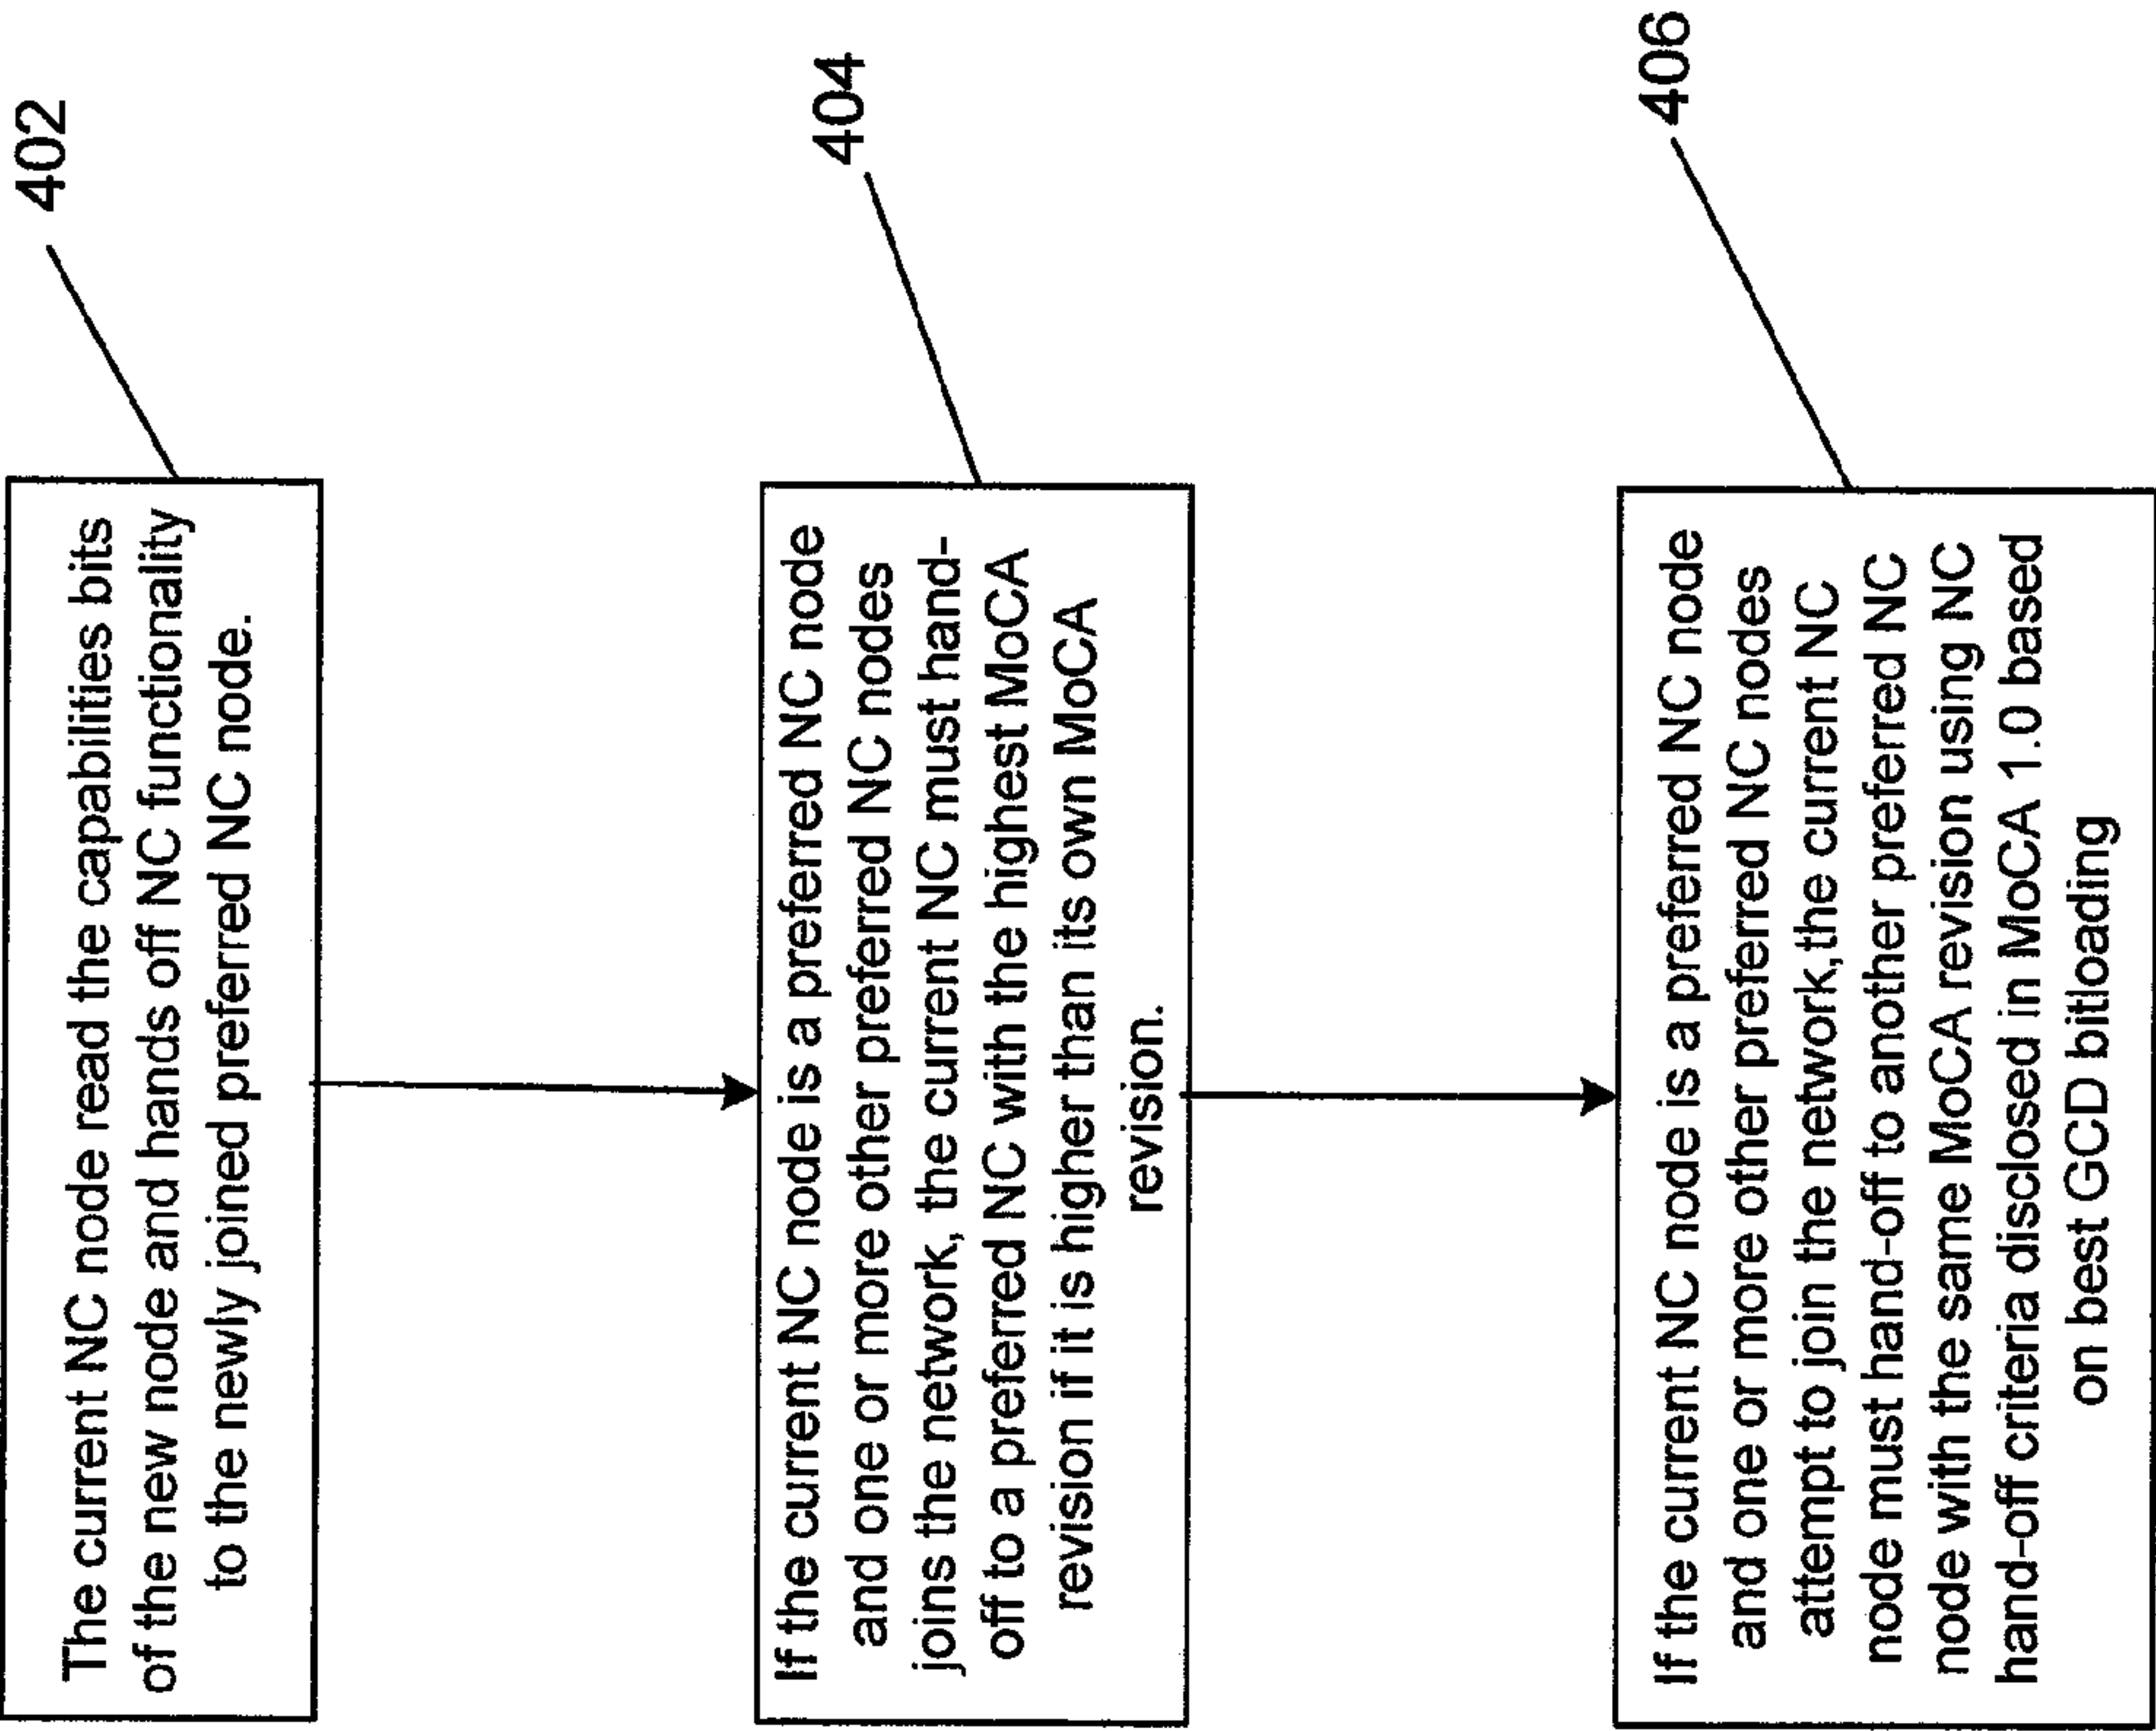 402
The current NC node read the capabilities bits
of the new node and hands off NC functionality
to the newly joined preferred NC node.
404
If the current NC node is a preferred NC node
and one or more other preferred NC nodes
joins the network, the current NC must hand-
off to a preferred NC with the highest MoCA
revision if it is higher than its own MoCA
revision.
406
If the current NC node is a preferred NC node
and one or more other preferred NC nodes
attempt to join the network,the current NC
node must hand-off to another preferred NC
node with the same MoCA revision using NC
hand-off criteria disclosed in MoCA 1.0 based
on best GCD bitloading